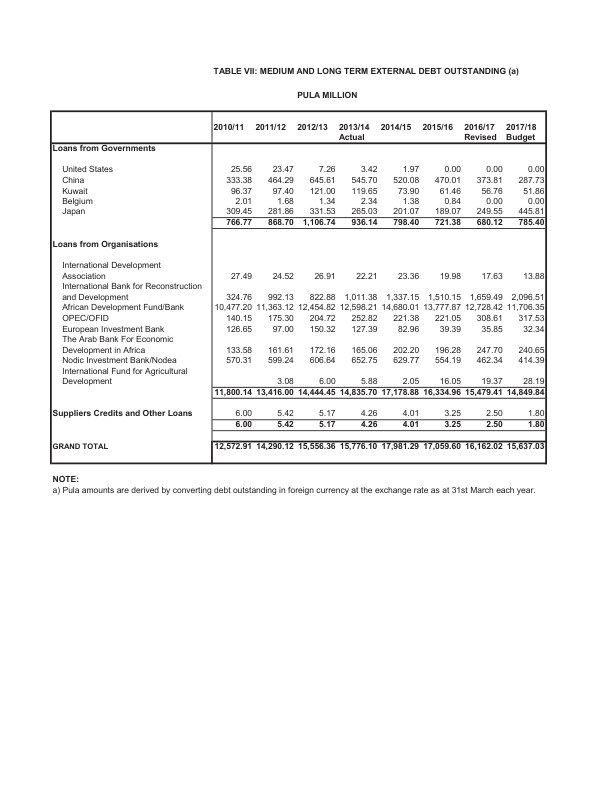 TABLE VII: MEDIUM AND LONG TERM EXTERNAL DEBT OUTSTANDING (a)
PULA MILLION
2010/11 2011/12 2012/13 2013/14 2014/15 2015/16 2016/17 2017/18
Actual Revised Budget
Loans from Governments
United States 25.56 23.47 7.26 3.42 1.97 0.00 0.00 0.00
China 333.38 464.29 645.61 545.70 520.08 470.01 373.81 287.73
Kuwait 96.37 97.40 121.00 119.65 73.90 61.46 56.76 51.86
Belgium 2.01 1.68 1.34 2.34 1.38 0.84 0.00 0.00
Japan 309.45 281.86 331.53 265.03 201.07 189.07 249.55 445.81
766.77 868.70 1,106.74 936.14 798.40 721.38 680.12 785.40
Loans from Organisations
International Development
Association 27.49 24.52 26.91 22.21 23.36 19.98 17.63 13.88
International Bank for Reconstruction
and Development 324.76 992.13 822.88 1,011.38 1,337.15 1,510.15 1,659.49 2,096.51
African Development Fund/Bank 10,477.20 11,363.12 12,454.82 12,598.21 14,680.01 13,777.87 12,728.42 11,706.35
OPEC/OFID 140.15 175.30 204.72 252.82 221.38 221.05 308.61 317.53
European Investment Bank 126.65 97.00 150.32 127.39 82.96 39.39 35.85 32.34
The Arab Bank For Economic
Development in Africa 133.58 161.61 172.16 165.06 202.20 196.28 247.70 240.65
Nodic Investment Bank/Nodea 570.31 599.24 606.64 652.75 629.77 554.19 462.34 414.39
International Fund for Agricultural
Development 3.08 6.00 5.88 2.05 16.05 19.37 28.19
11,800.14 13,416.00 14,444.45 14,835.70 17,178.88 16,334.96 15,479.41 14,849.84
Suppliers Credits and Other Loans 6.00 5.42 5.17 4.26 4.01 3.25 2.50 1.80
6.00 5.42 5.17 4.26 4.01 3.25 2.50 1.80
GRAND TOTAL 12,572.91 14,290.12 15,556.36 15,776.10 17,981.29 17,059.60 16,162.02 15,637.03
NOTE:
a) Pula amounts are derived by converting debt outstanding in foreign currency at the exchange rate as at 31st March each year.